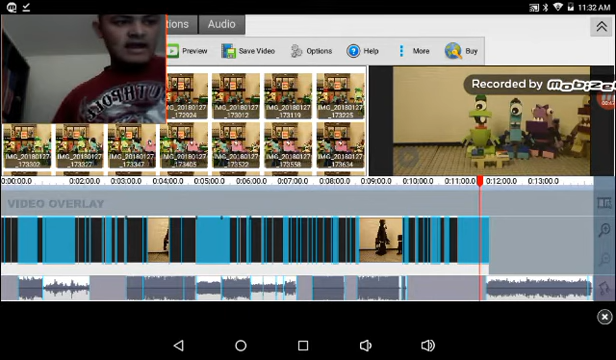 11:32 AM
tions
Audio
Preview
Save Video
Options
Help
More
Buy
Recorded by mobizen
IMG_20180127_172924
IMG_20180127_173012
IMG_20180127_173119
IMG_20180127_173225
IMG_20180127_173302
IMG_20180127_173327
IMG_20180127_173347
IMG_20180127_173405
IMG_20180127_173522
IMG_20180127_173558
IMG_20180127_173634
0:00:00.0
0:02:00.0
0:03:00.0
0:04:00.0
0:05:00.0
0:06:00.0
0:07:00.0
0:08:00.0
0:09:00.0
0:10:00.0
0:11:00.0
0:12:00.0
0:13:00.0
VIDEO OVERLAY